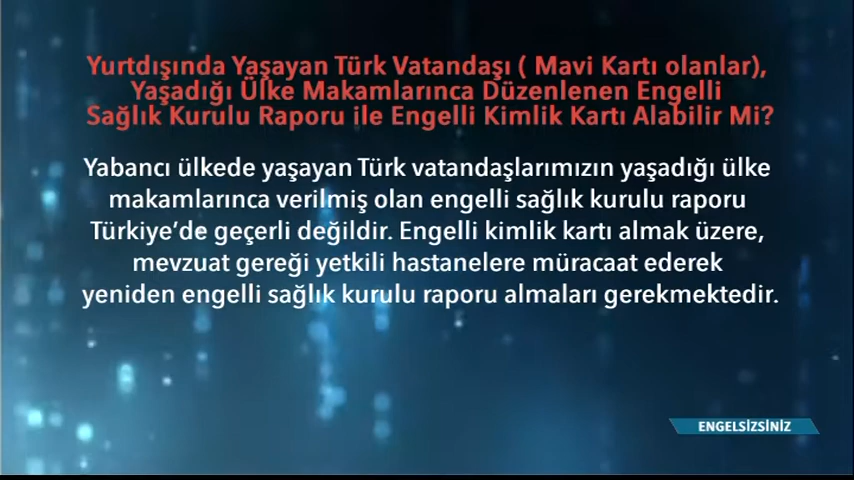 Yurtdışında Yaşayan Türk Vatandaşı ( Mavi Kartı olanlar),
Yaşadığı Ülke Makamlarınca Düzenlenen Engelli
Sağlık Kurulu Raporu ile Engelli Kimlik Kartı Alabilir Mi?
Yabancı ülkede yaşayan Türk vatandaşlarımızın yaşadığı ülke
makamlarınca verilmiş olan engelli sağlık kurulu raporu
Türkiye’de geçerli değildir. Engelli kimlik kartı almak üzere,
mevzuat gereği yetkili hastanelere müracaat ederek
yeniden engelli sağlık kurulu raporu almaları gerekmektedir.
ENGELSİZSİNİZ